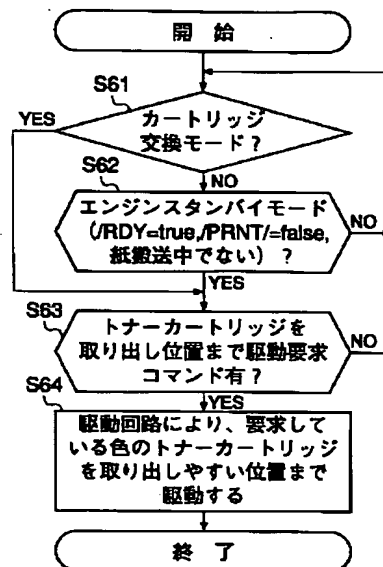 開 始
S61
カートリッジ
交換モード?
YES
NO
S62
エンジンスタンバイモード
(/RDY=true,/PRNT/=false,
紙搬送中でない)?
NO
YES
S63
トナーカートリッジを
取り出し位置まで駆動要求
コマンド有?
NO
YES
S64
駆動回路により、要求して
いる色のトナーカートリッジ
を取り出しやすい位置まで
駆動する
終 了